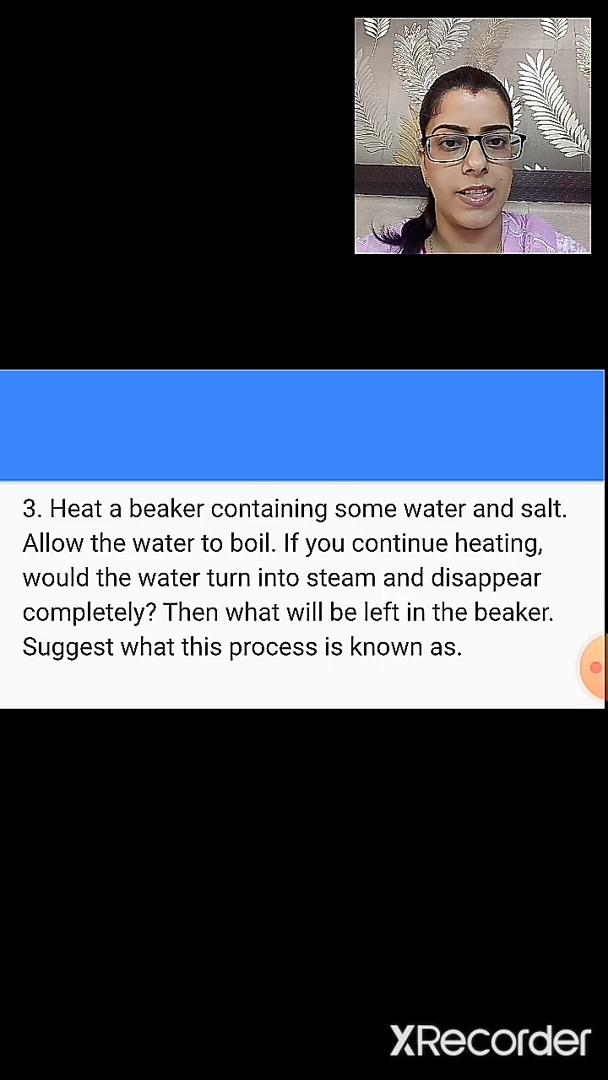 3. Heat a beaker containing some water and salt.
Allow the water to boil. If you continue heating,
would the water turn into steam and disappear
completely? Then what will be left in the beaker.
Suggest what this process is known as.
XRecorder